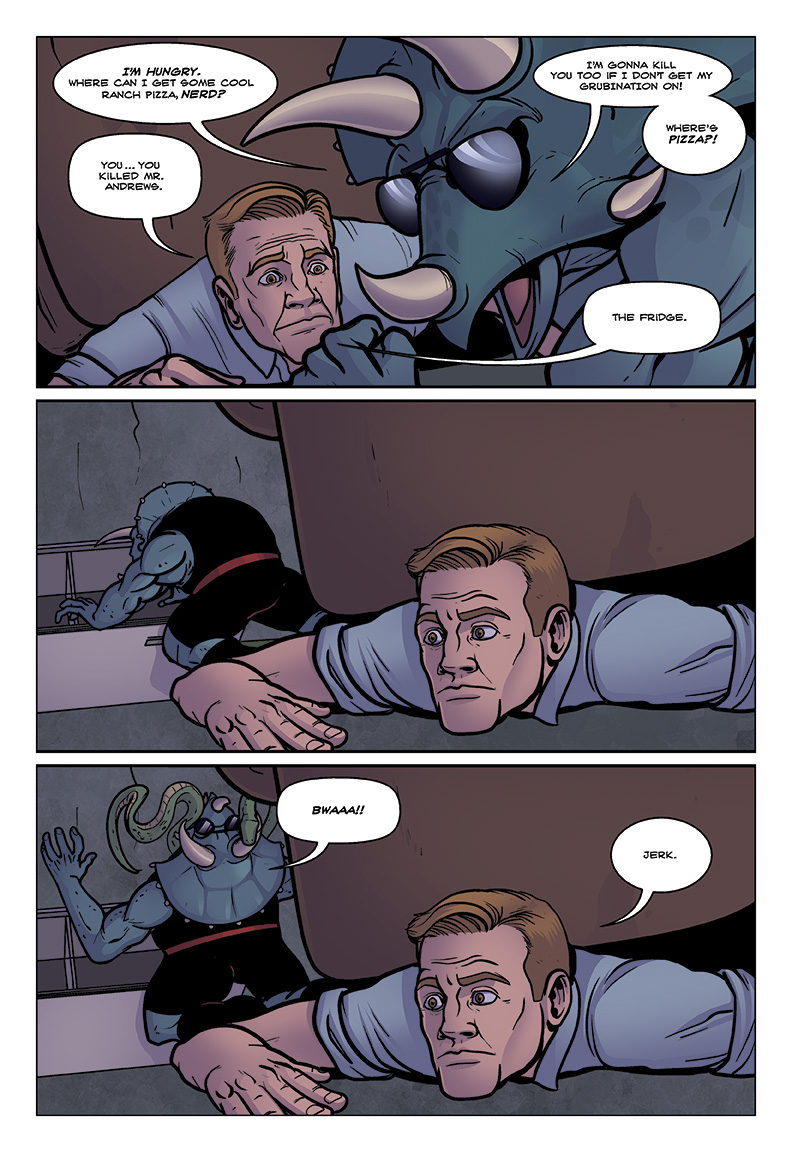 I'M HUNGRY.
WHERE CAN I GET SOME COOL
RANCH PIZZA, NERD?
YOU ... YOU
KILLED MR.
ANDREWS.
I'M GONNA KILL
YOU TOO IF I DON'T GET MY
GRUBINATION ON!
WHERE'S
PIZZA?!
THE FRIDGE.
BWAAA!!
JERK.